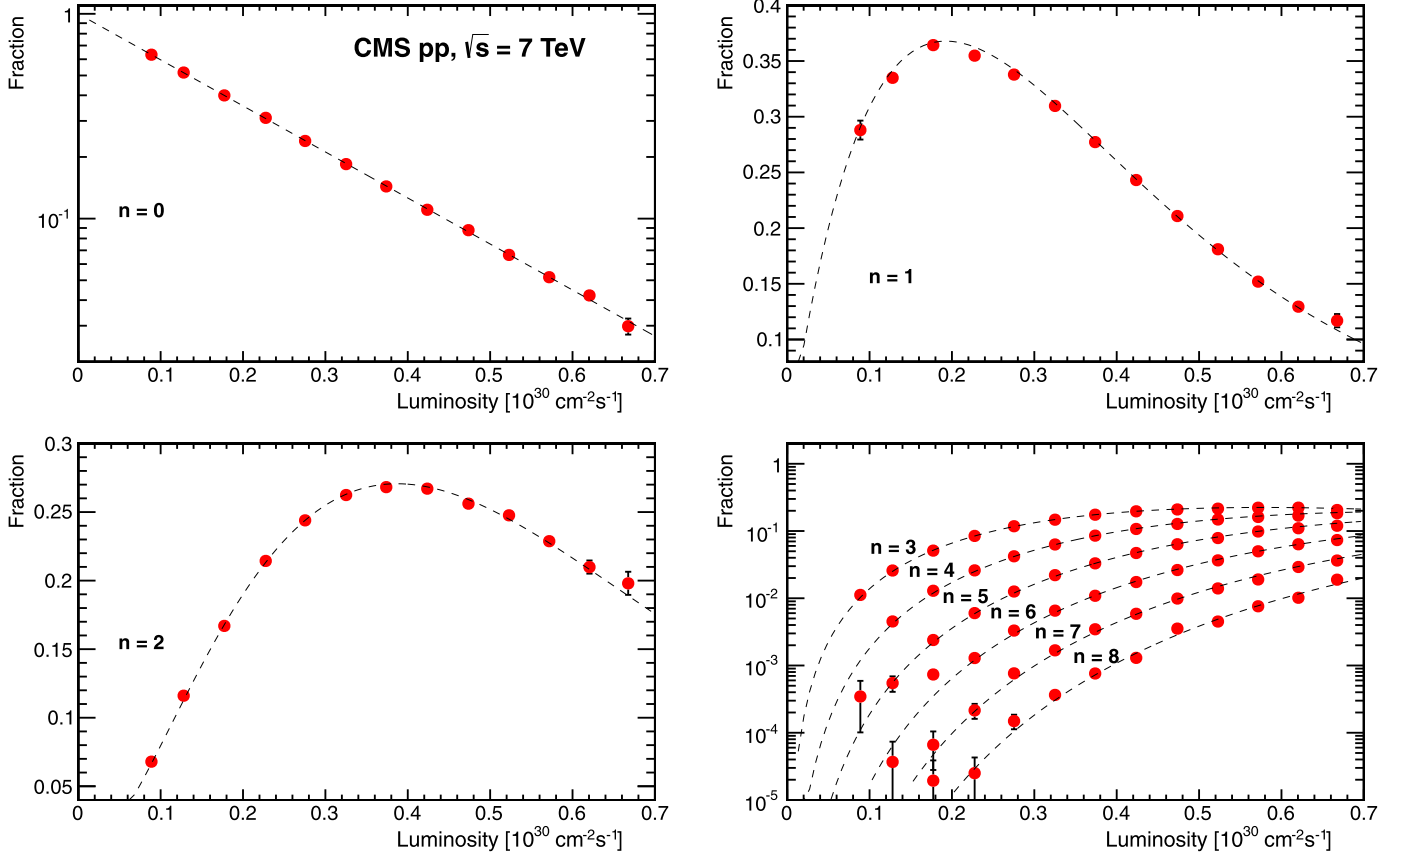 CMS pp, √s = 7 TeV
Fraction
1
10⁻¹
n = 0
0 0.1 0.2 0.3 0.4 0.5 0.6 0.7
Luminosity [10³⁰ cm⁻²s⁻¹]
Fraction
0.4
0.35
0.3
0.25
0.2
0.15
0.1
n = 1
0 0.1 0.2 0.3 0.4 0.5 0.6 0.7
Luminosity [10³⁰ cm⁻²s⁻¹]
Fraction
0.3
0.25
0.2
0.15
0.1
0.05
n = 2
0 0.1 0.2 0.3 0.4 0.5 0.6 0.7
Luminosity [10³⁰ cm⁻²s⁻¹]
Fraction
1
10⁻¹
10⁻²
10⁻³
10⁻⁴
10⁻⁵
n = 3
n = 4
n = 5
n = 6
n = 7
n = 8
0 0.1 0.2 0.3 0.4 0.5 0.6 0.7
Luminosity [10³⁰ cm⁻²s⁻¹]